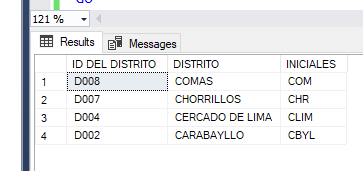 GO
121 %
Results Messages
ID DEL DISTRITO DISTRITO INICIALES
1 D008 COMAS COM
2 D007 CHORRILLOS CHR
3 D004 CERCADO DE LIMA CLIM
4 D002 CARABAYLLO CBYL